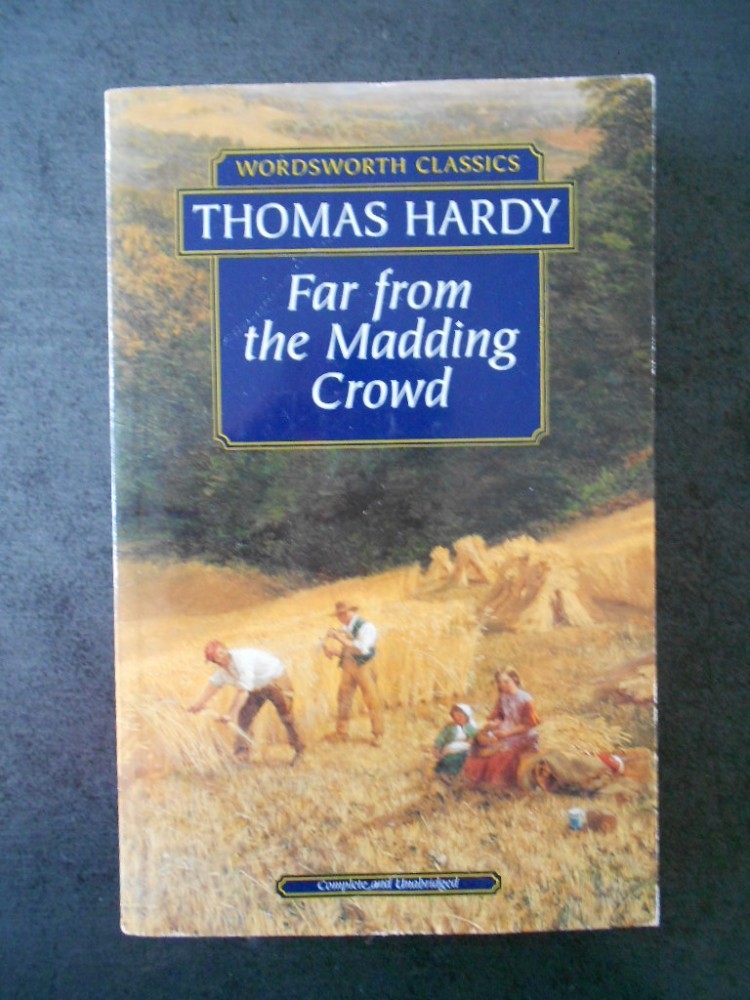 WORDSWORTH CLASSICS
THOMAS HARDY
Far from
the Madding
Crowd
Complete and Unabridged